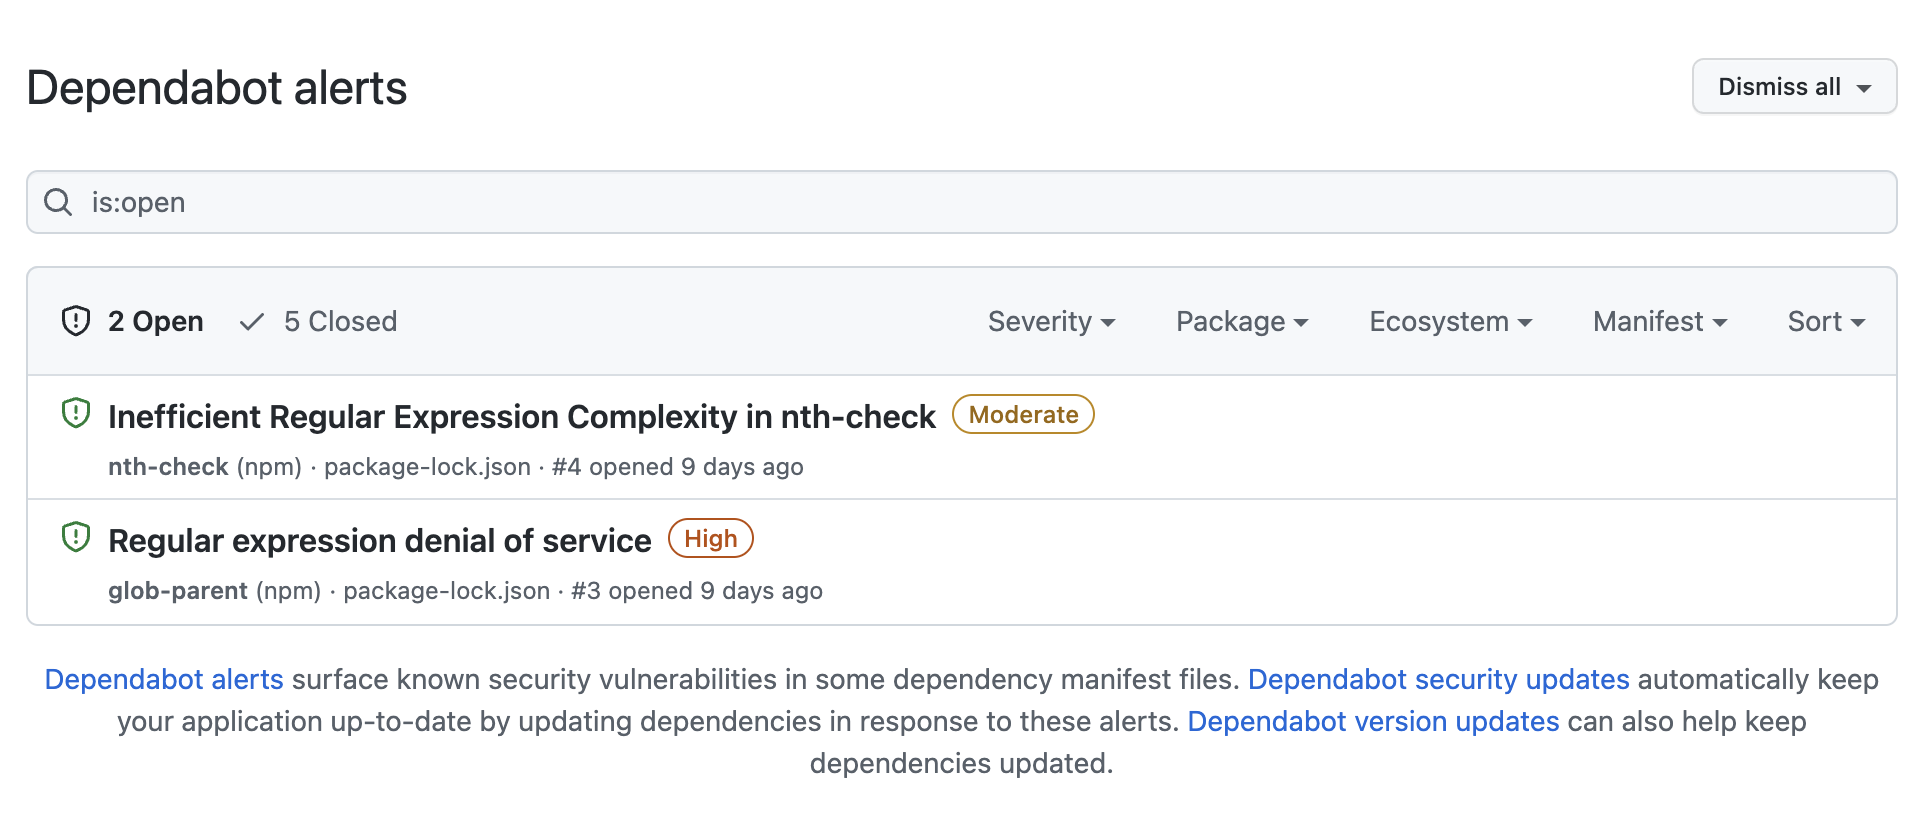 Dependabot alerts
Dismiss all
is:open
2 Open 5 Closed Severity Package Ecosystem Manifest Sort
Inefficient Regular Expression Complexity in nth-check Moderate
nth-check (npm) · package-lock.json · #4 opened 9 days ago
Regular expression denial of service High
glob-parent (npm) · package-lock.json · #3 opened 9 days ago
Dependabot alerts surface known security vulnerabilities in some dependency manifest files. Dependabot security updates automatically keep
your application up-to-date by updating dependencies in response to these alerts. Dependabot version updates can also help keep
dependencies updated.